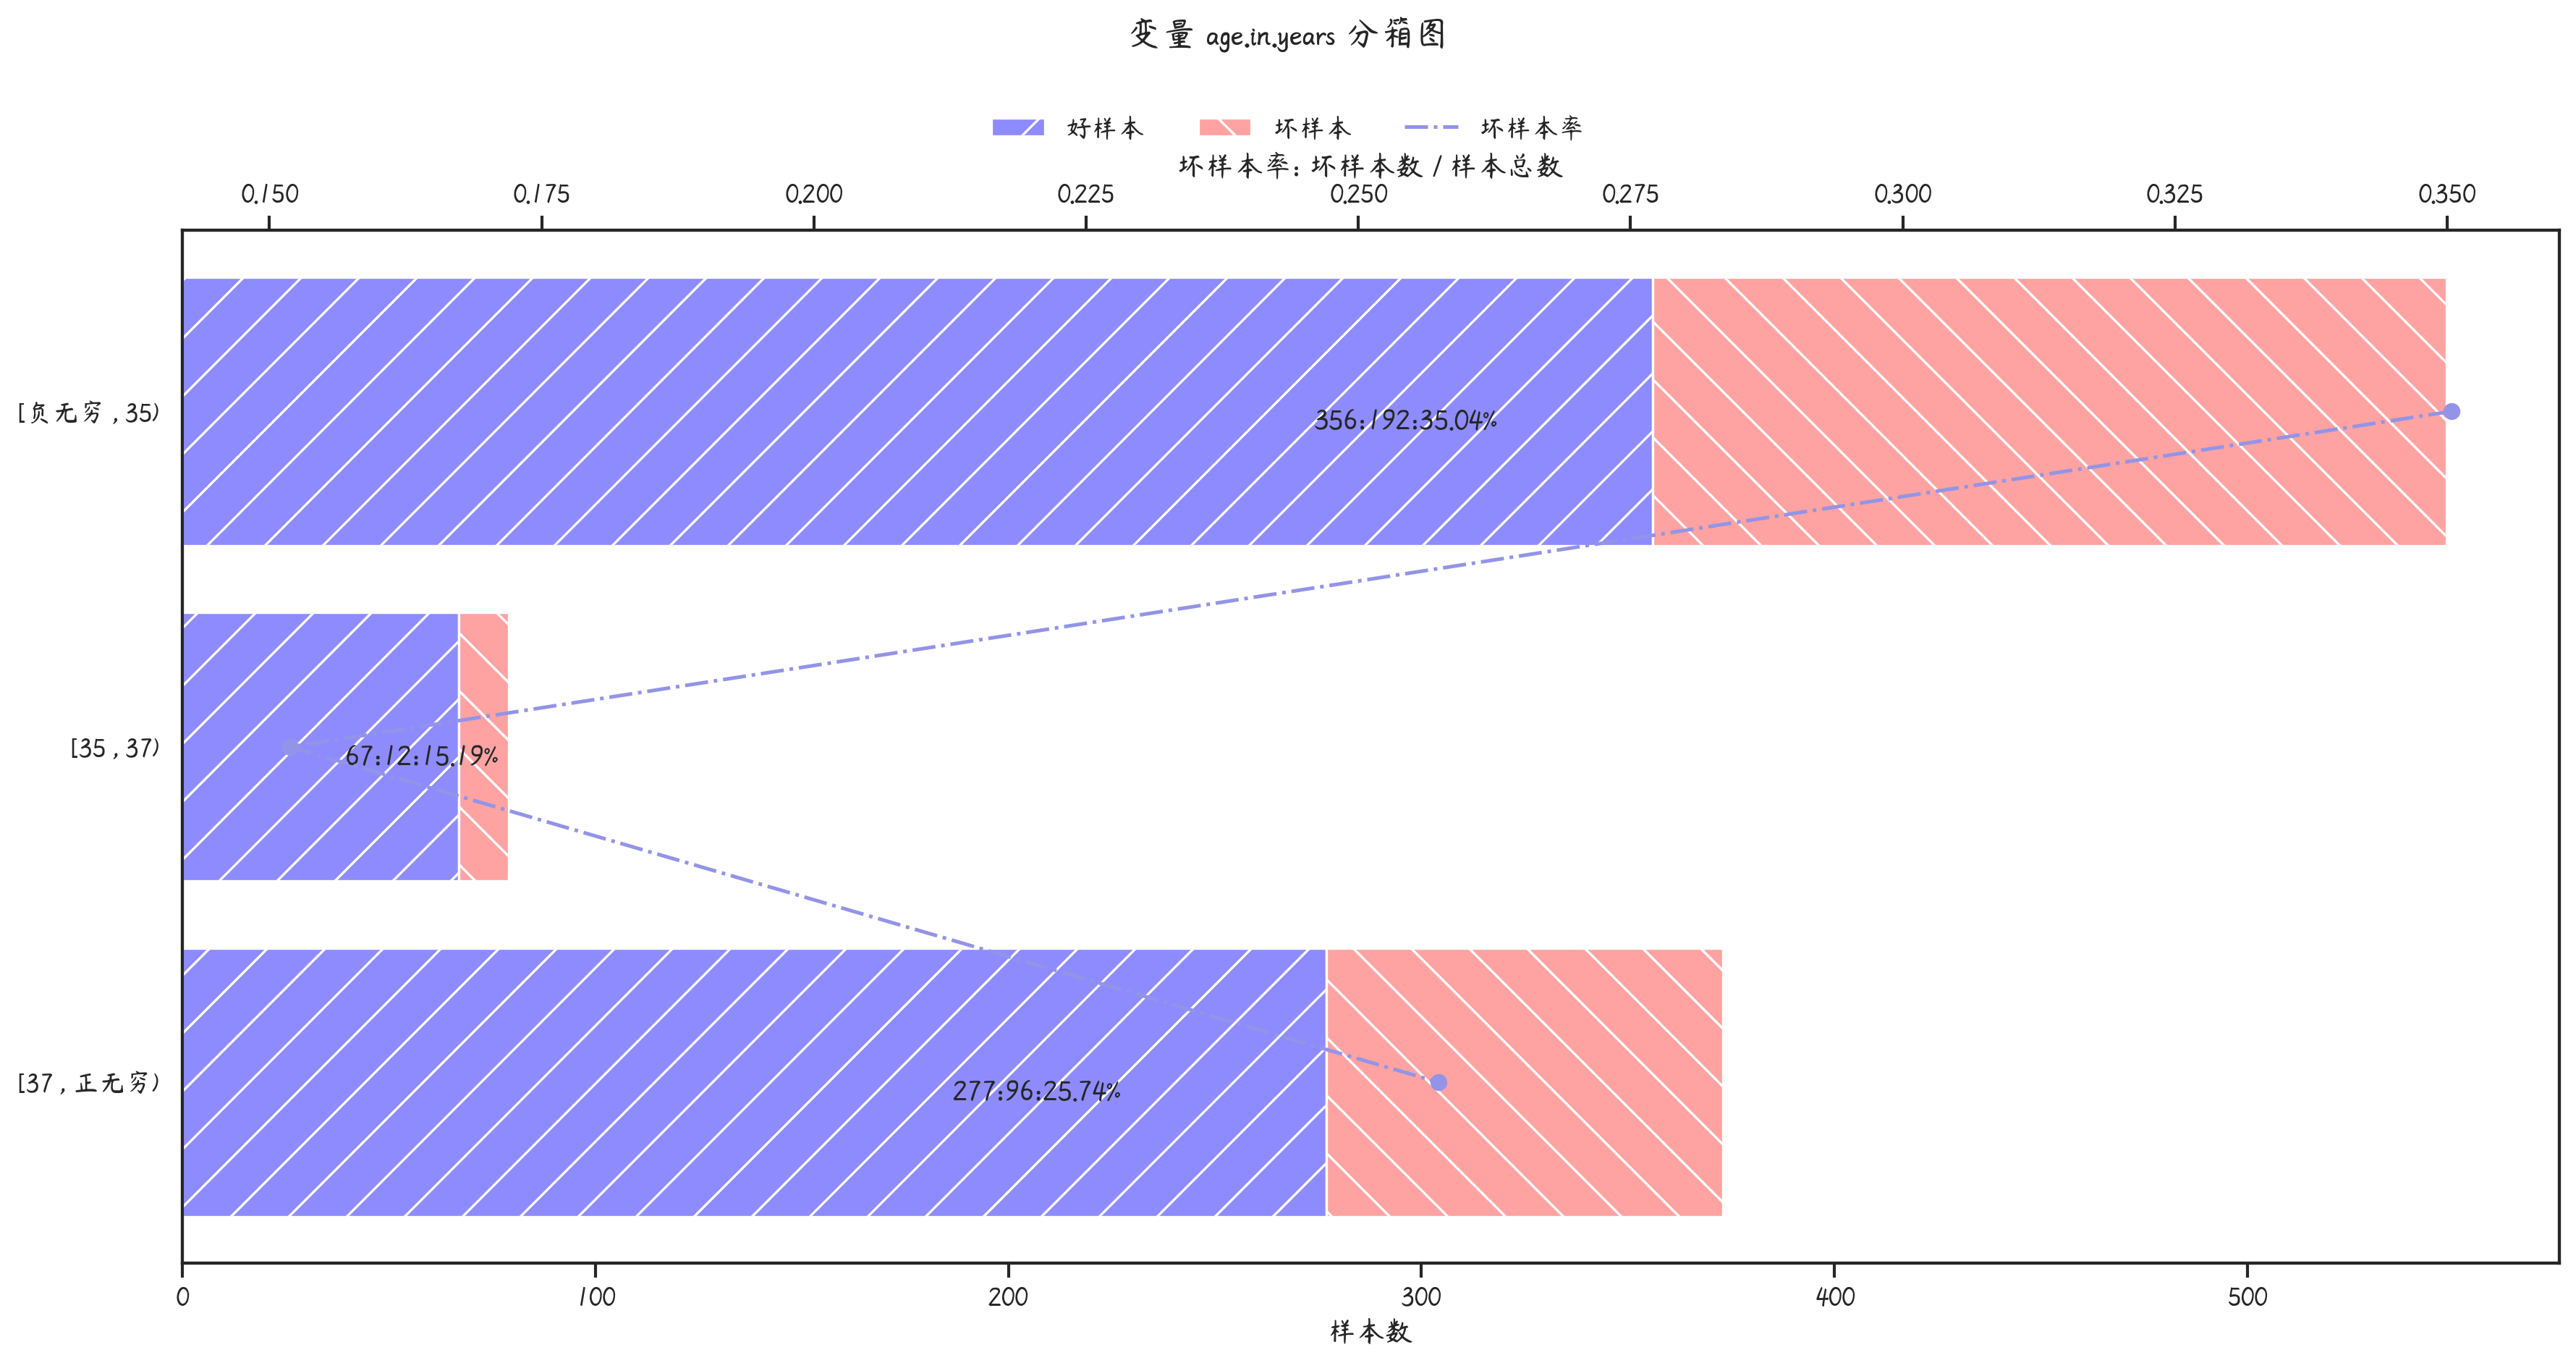 变量 age.in.years 分箱图
好样本 坏样本 坏样本率
坏样本率: 坏样本数 / 样本总数
0.150 0.175 0.200 0.225 0.250 0.275 0.300 0.325 0.350
[负无穷 , 35)
356:192:35.04%
[35 , 37)
67:12:15.19%
[37 , 正无穷)
277:96:25.74%
0 100 200 300 400 500
样本数